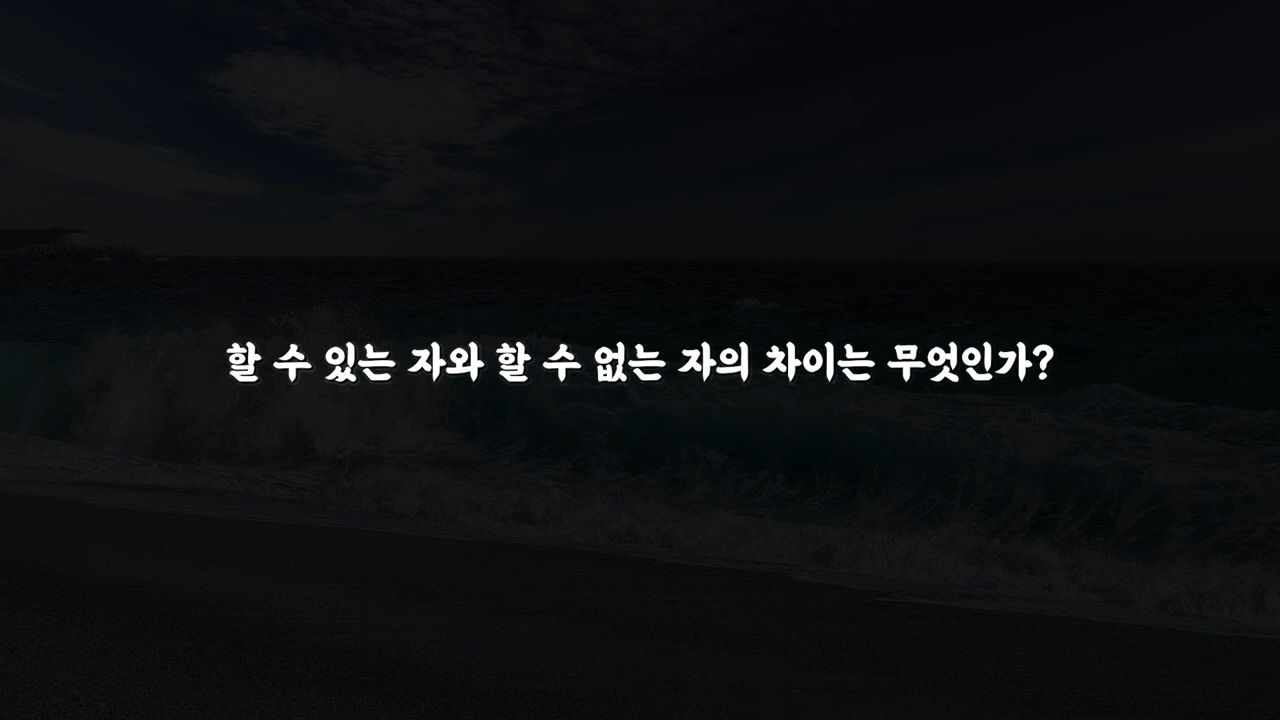 할 수 있는 자와 할 수 없는 자의 차이는 무엇인가?